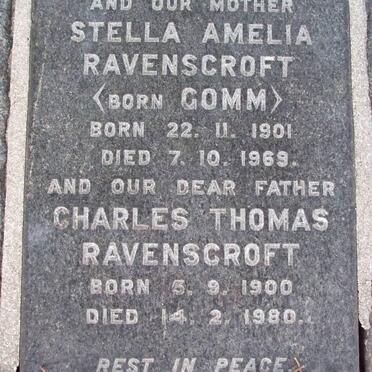 AND OUR MOTHER
STELLA AMELIA
RAVENSCROFT
<BORN GOMM>
BORN 22. 11. 1901
DIED 7. 10. 1969.
AND OUR DEAR FATHER
CHARLES THOMAS
RAVENSCROFT
BORN 5. 9. 1900
DIED 14. 2. 1980.
REST IN PEACE